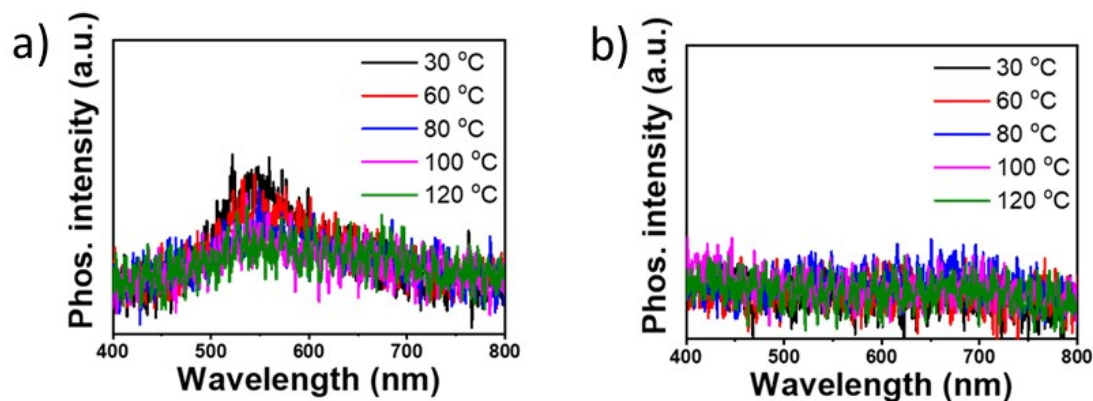 a)
Phos. intensity (a.u.)
30 °C
60 °C
80 °C
100 °C
120 °C
400 500 600 700 800
Wavelength (nm)
b)
Phos. intensity (a.u.)
30 °C
60 °C
80 °C
100 °C
120 °C
400 500 600 700 800
Wavelength (nm)